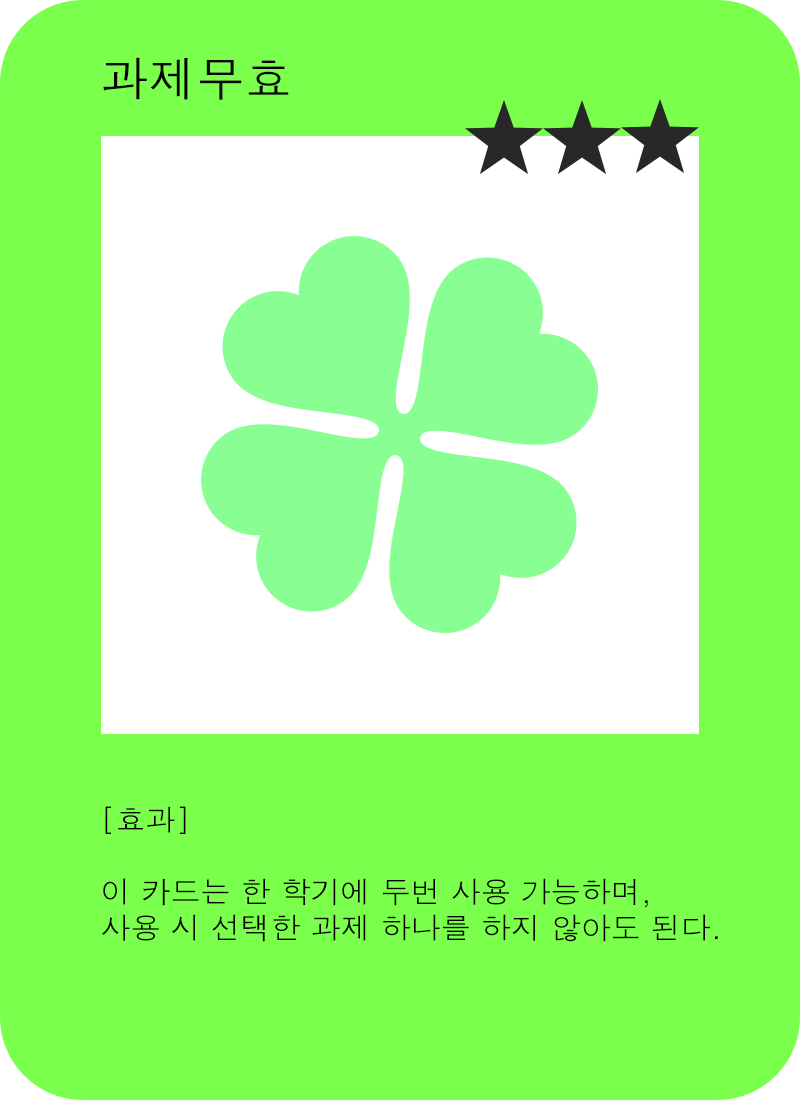 과제무효
[효과]
이 카드는 한 학기에 두번 사용 가능하며,
사용 시 선택한 과제 하나를 하지 않아도 된다.